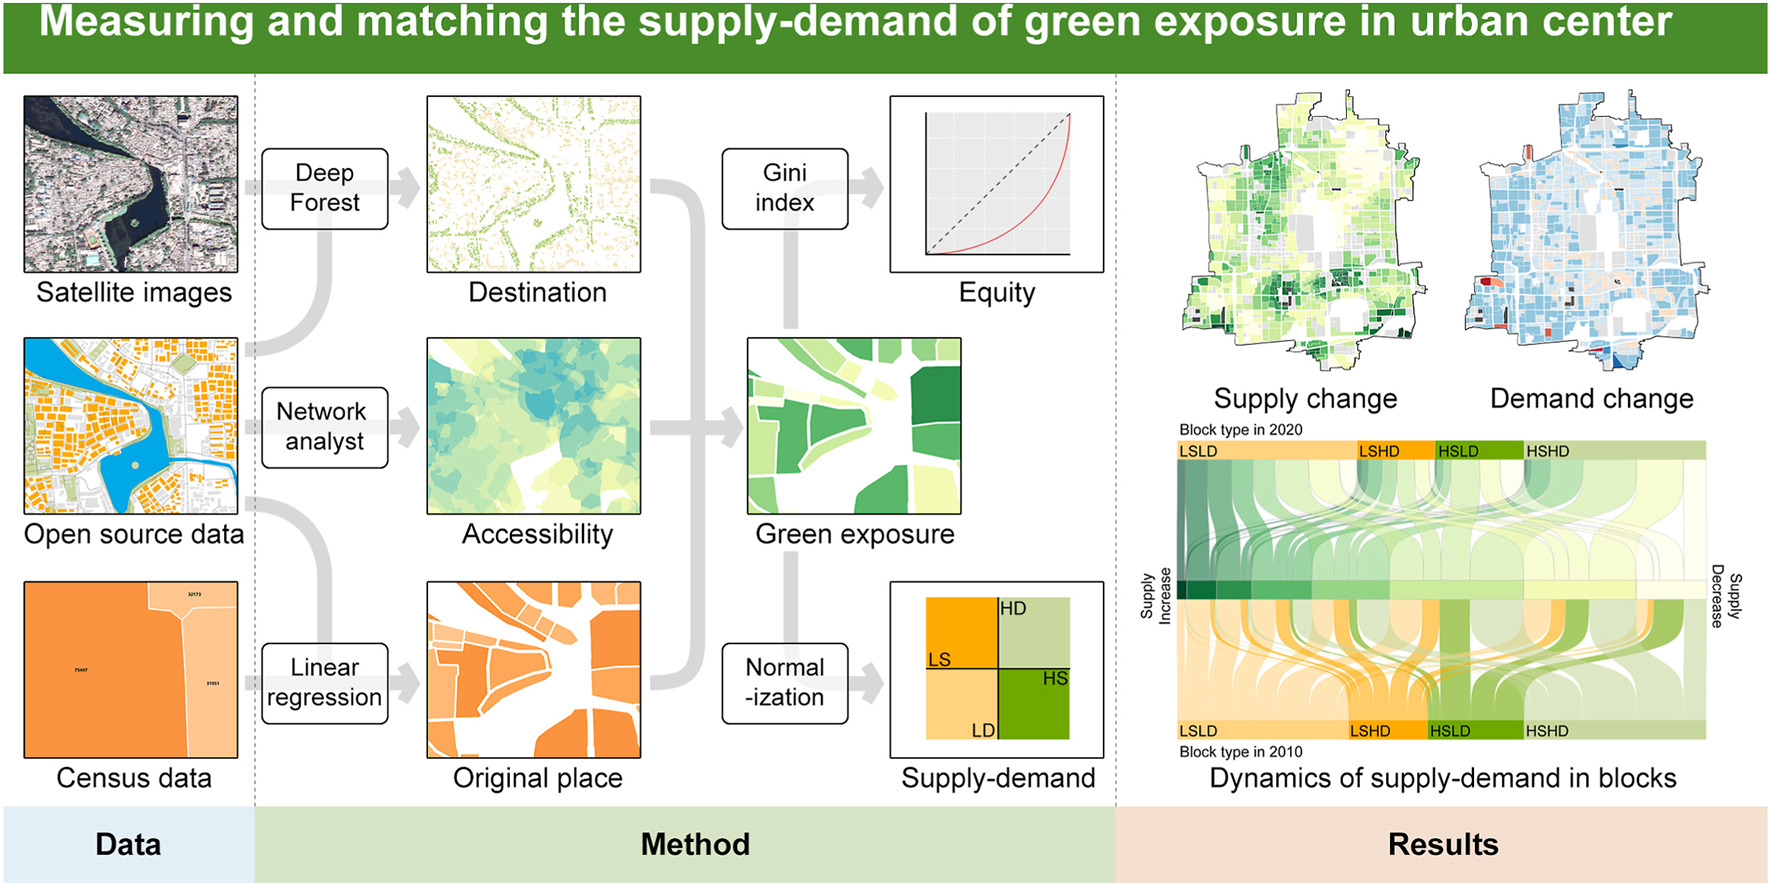 Measuring and matching the supply-demand of green exposure in urban center
Satellite images
Open source data
32173
75447
31951
Census data
Deep
Forest
Network
analyst
Linear
regression
Destination
Accessibility
Original place
Gini
index
Green exposure
Normal
-ization
Equity
HD
LS
HS
LD
Supply-demand
Supply change
Demand change
Block type in 2020
LSLD
LSHD
HSLD
HSHD
Supply
Increase
Supply
Decrease
LSLD
LSHD
HSLD
HSHD
Block type in 2010
Dynamics of supply-demand in blocks
Data
Method
Results